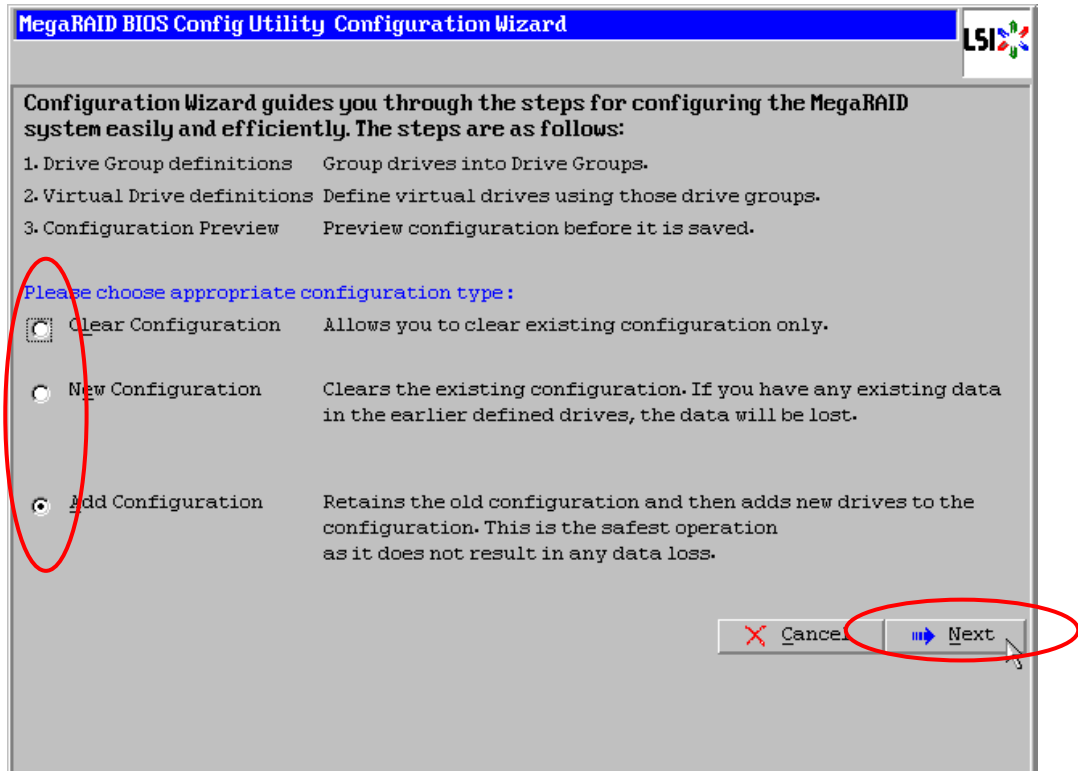 MegaRAID BIOS Config Utility Configuration Wizard
LSI
Configuration Wizard guides you through the steps for configuring the MegaRAID
system easily and efficiently. The steps are as follows:
1. Drive Group definitions Group drives into Drive Groups.
2. Virtual Drive definitions Define virtual drives using those drive groups.
3. Configuration Preview Preview configuration before it is saved.
Please choose appropriate configuration type:
Clear Configuration Allows you to clear existing configuration only.
New Configuration Clears the existing configuration. If you have any existing data
in the earlier defined drives, the data will be lost.
Add Configuration Retains the old configuration and then adds new drives to the
configuration. This is the safest operation
as it does not result in any data loss.
Cancel Next